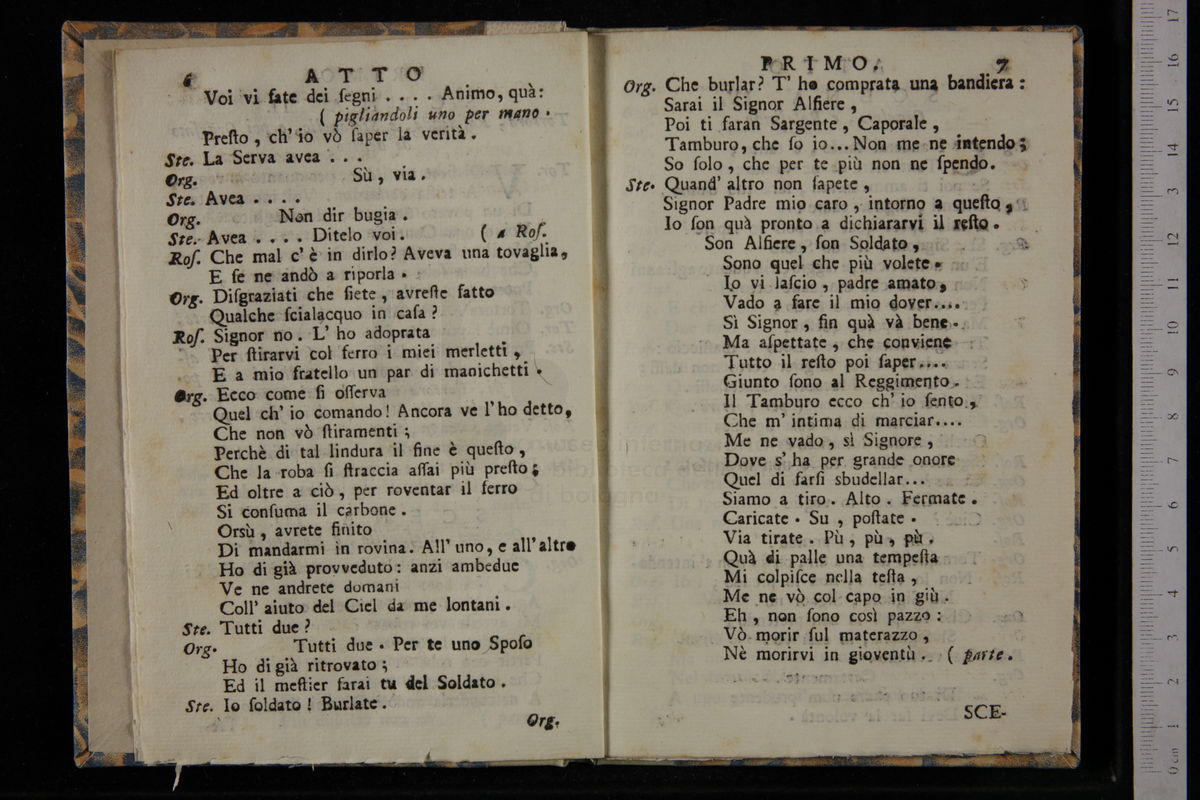 6 ATTO
Voi vi fate dei ſegni . . . . Animo, quà:
( pigliandoli uno per mano .
Preſto , ch' io vò ſaper la verità .
Ste. La Serva avea . . .
Org. Sù , via .
Ste. Avea . . . .
Org. Non dir bugia .
Ste. Avea . . . . Ditelo voi. ( a Roſ.
Roſ. Che mal c' è in dirlo? Aveva una tovaglia,
E ſe ne andò a riporla .
Org. Diſgraziati che ſiete , avreſte fatto
Qualche ſcialacquo in caſa ?
Roſ. Signor no . L' ho adoprata
Per ſtirarvi col ferro i miei merletti ,
E a mio fratello un par di manichetti .
Org. Ecco come ſi oſſerva
Quel ch' io comando! Ancora ve l' ho detto,
Che non vò ſtiramenti ;
Perchè di tal lindura il fine è queſto ,
Che la roba ſi ſtraccia aſſai più preſto ;
Ed oltre a ciò , per roventar il ferro
Si conſuma il carbone .
Orsù , avrete finito
Di mandarmi in rovina. All' uno, e all' altro
Ho di già provveduto : anzi ambedue
Ve ne andrete domani
Coll' aiuto del Ciel da me lontani .
Ste. Tutti due ?
Org. Tutti due . Per te uno Spoſo
Ho di già ritrovato ;
Ed il meſtier farai tu del Soldato .
Ste. Io ſoldato ! Burlate .
Org.
PRIMO. 7
Org. Che burlar? T' ho comprata una bandiera :
Sarai il Signor Alfiere ,
Poi ti faran Sargente , Caporale ,
Tamburo, che ſo io... Non me ne intendo ;
So ſolo , che per te più non ne ſpendo.
Ste. Quand' altro non ſapete ,
Signor Padre mio caro , intorno a queſto ,
Io ſon quà pronto a dichiararvi il reſto .
Son Alfiere , ſon Soldato ,
Sono quel che più volete .
Io vi laſcio , padre amato ,
Vado a fare il mio dover....
Sì Signor , fin quà và bene .
Ma aſpettate , che conviene
Tutto il reſto poi ſaper....
Giunto ſono al Reggimento .
Il Tamburo ecco ch' io ſento ,
Che m' intima di marciar....
Me ne vado , sì Signore ,
Dove s' ha per grande onore
Quel di farſi sbudellar...
Siamo a tiro . Alto . Fermate .
Caricate . Su , poſtate .
Via tirate . Pù , pù , pù .
Quà di palle una tempeſta
Mi colpiſce nella teſta ,
Me ne vò col capo in giù .
Eh , non ſono così pazzo :
Vò morir ſul materazzo ,
Nè morirvi in gioventù . ( parte .
SCE-